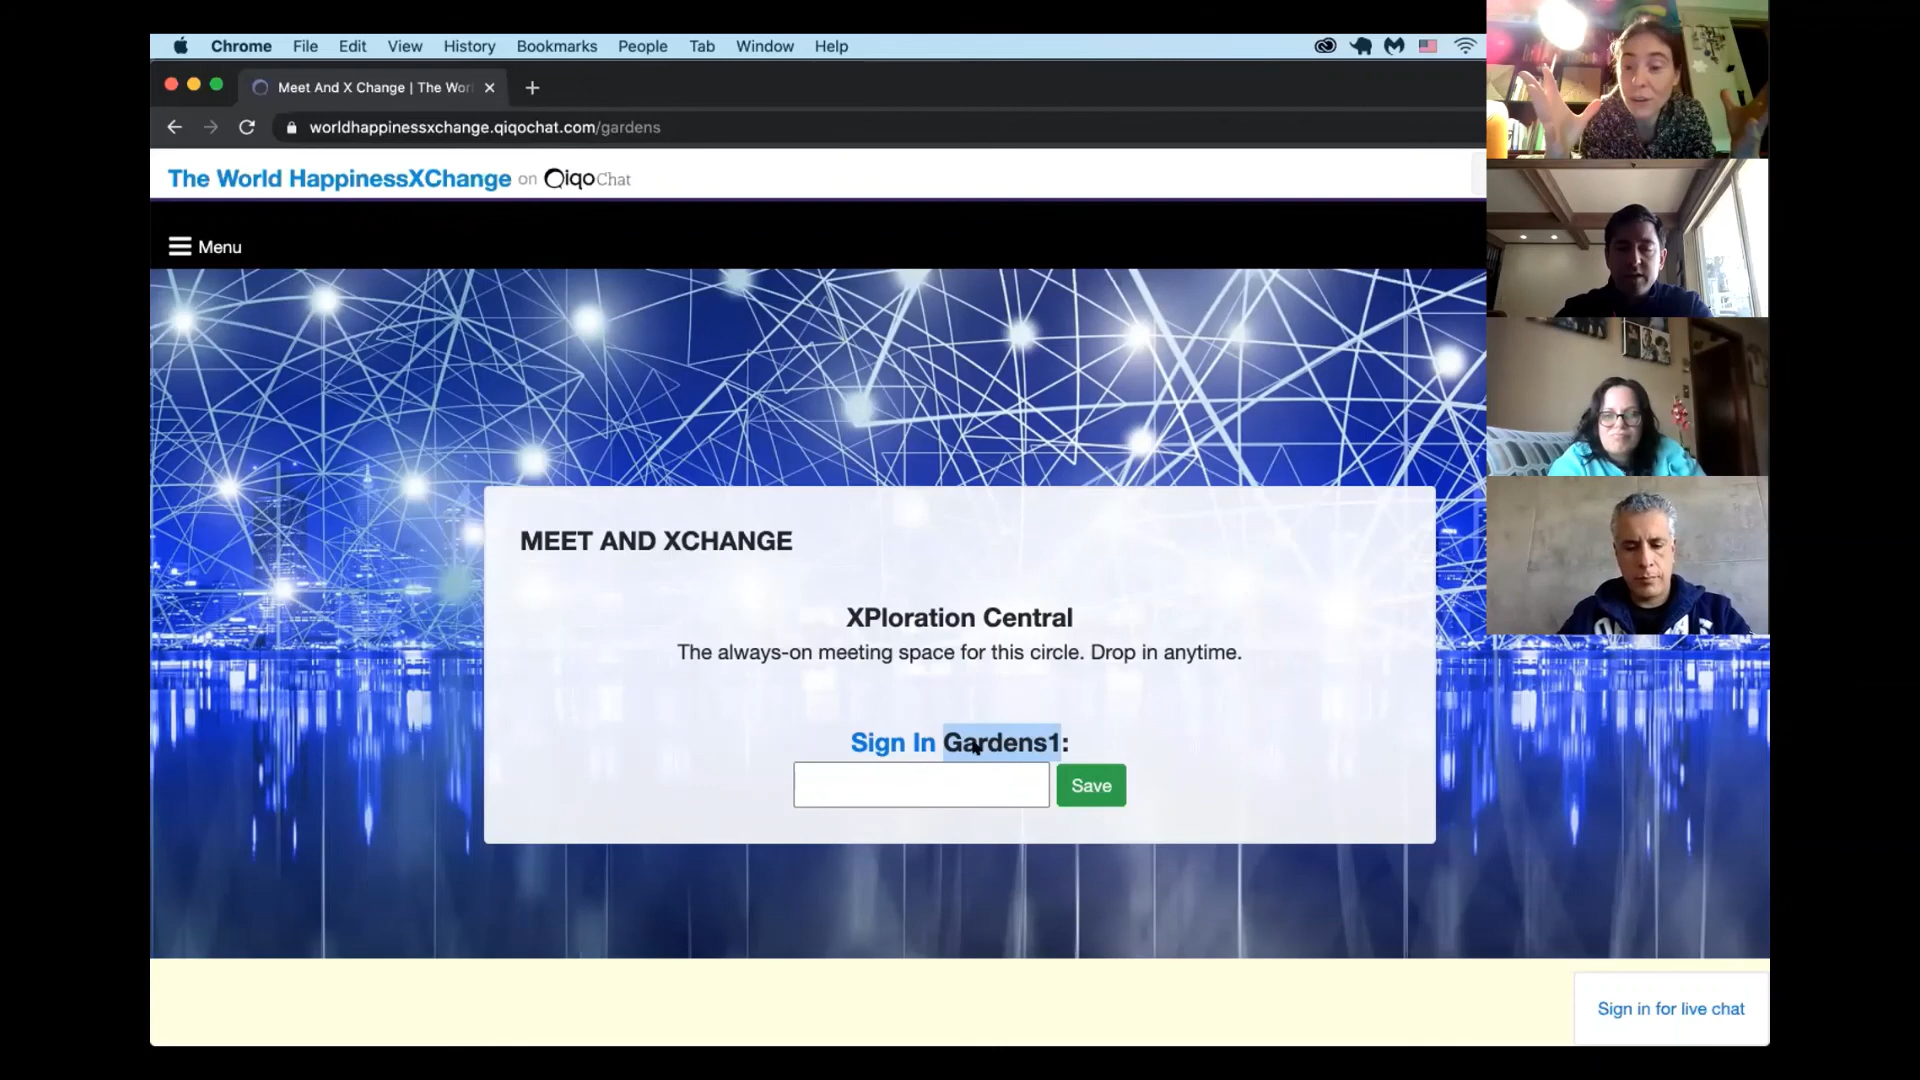 Chrome File Edit View History Bookmarks People Tab Window Help
Meet And X Change | The Wor
worldhappinessxchange.qiqochat.com/gardens
The World HappinessXChange on QiqoChat
Menu
MEET AND XCHANGE
XPloration Central
The always-on meeting space for this circle. Drop in anytime.
Sign In Gardens1:
Save
Sign in for live chat